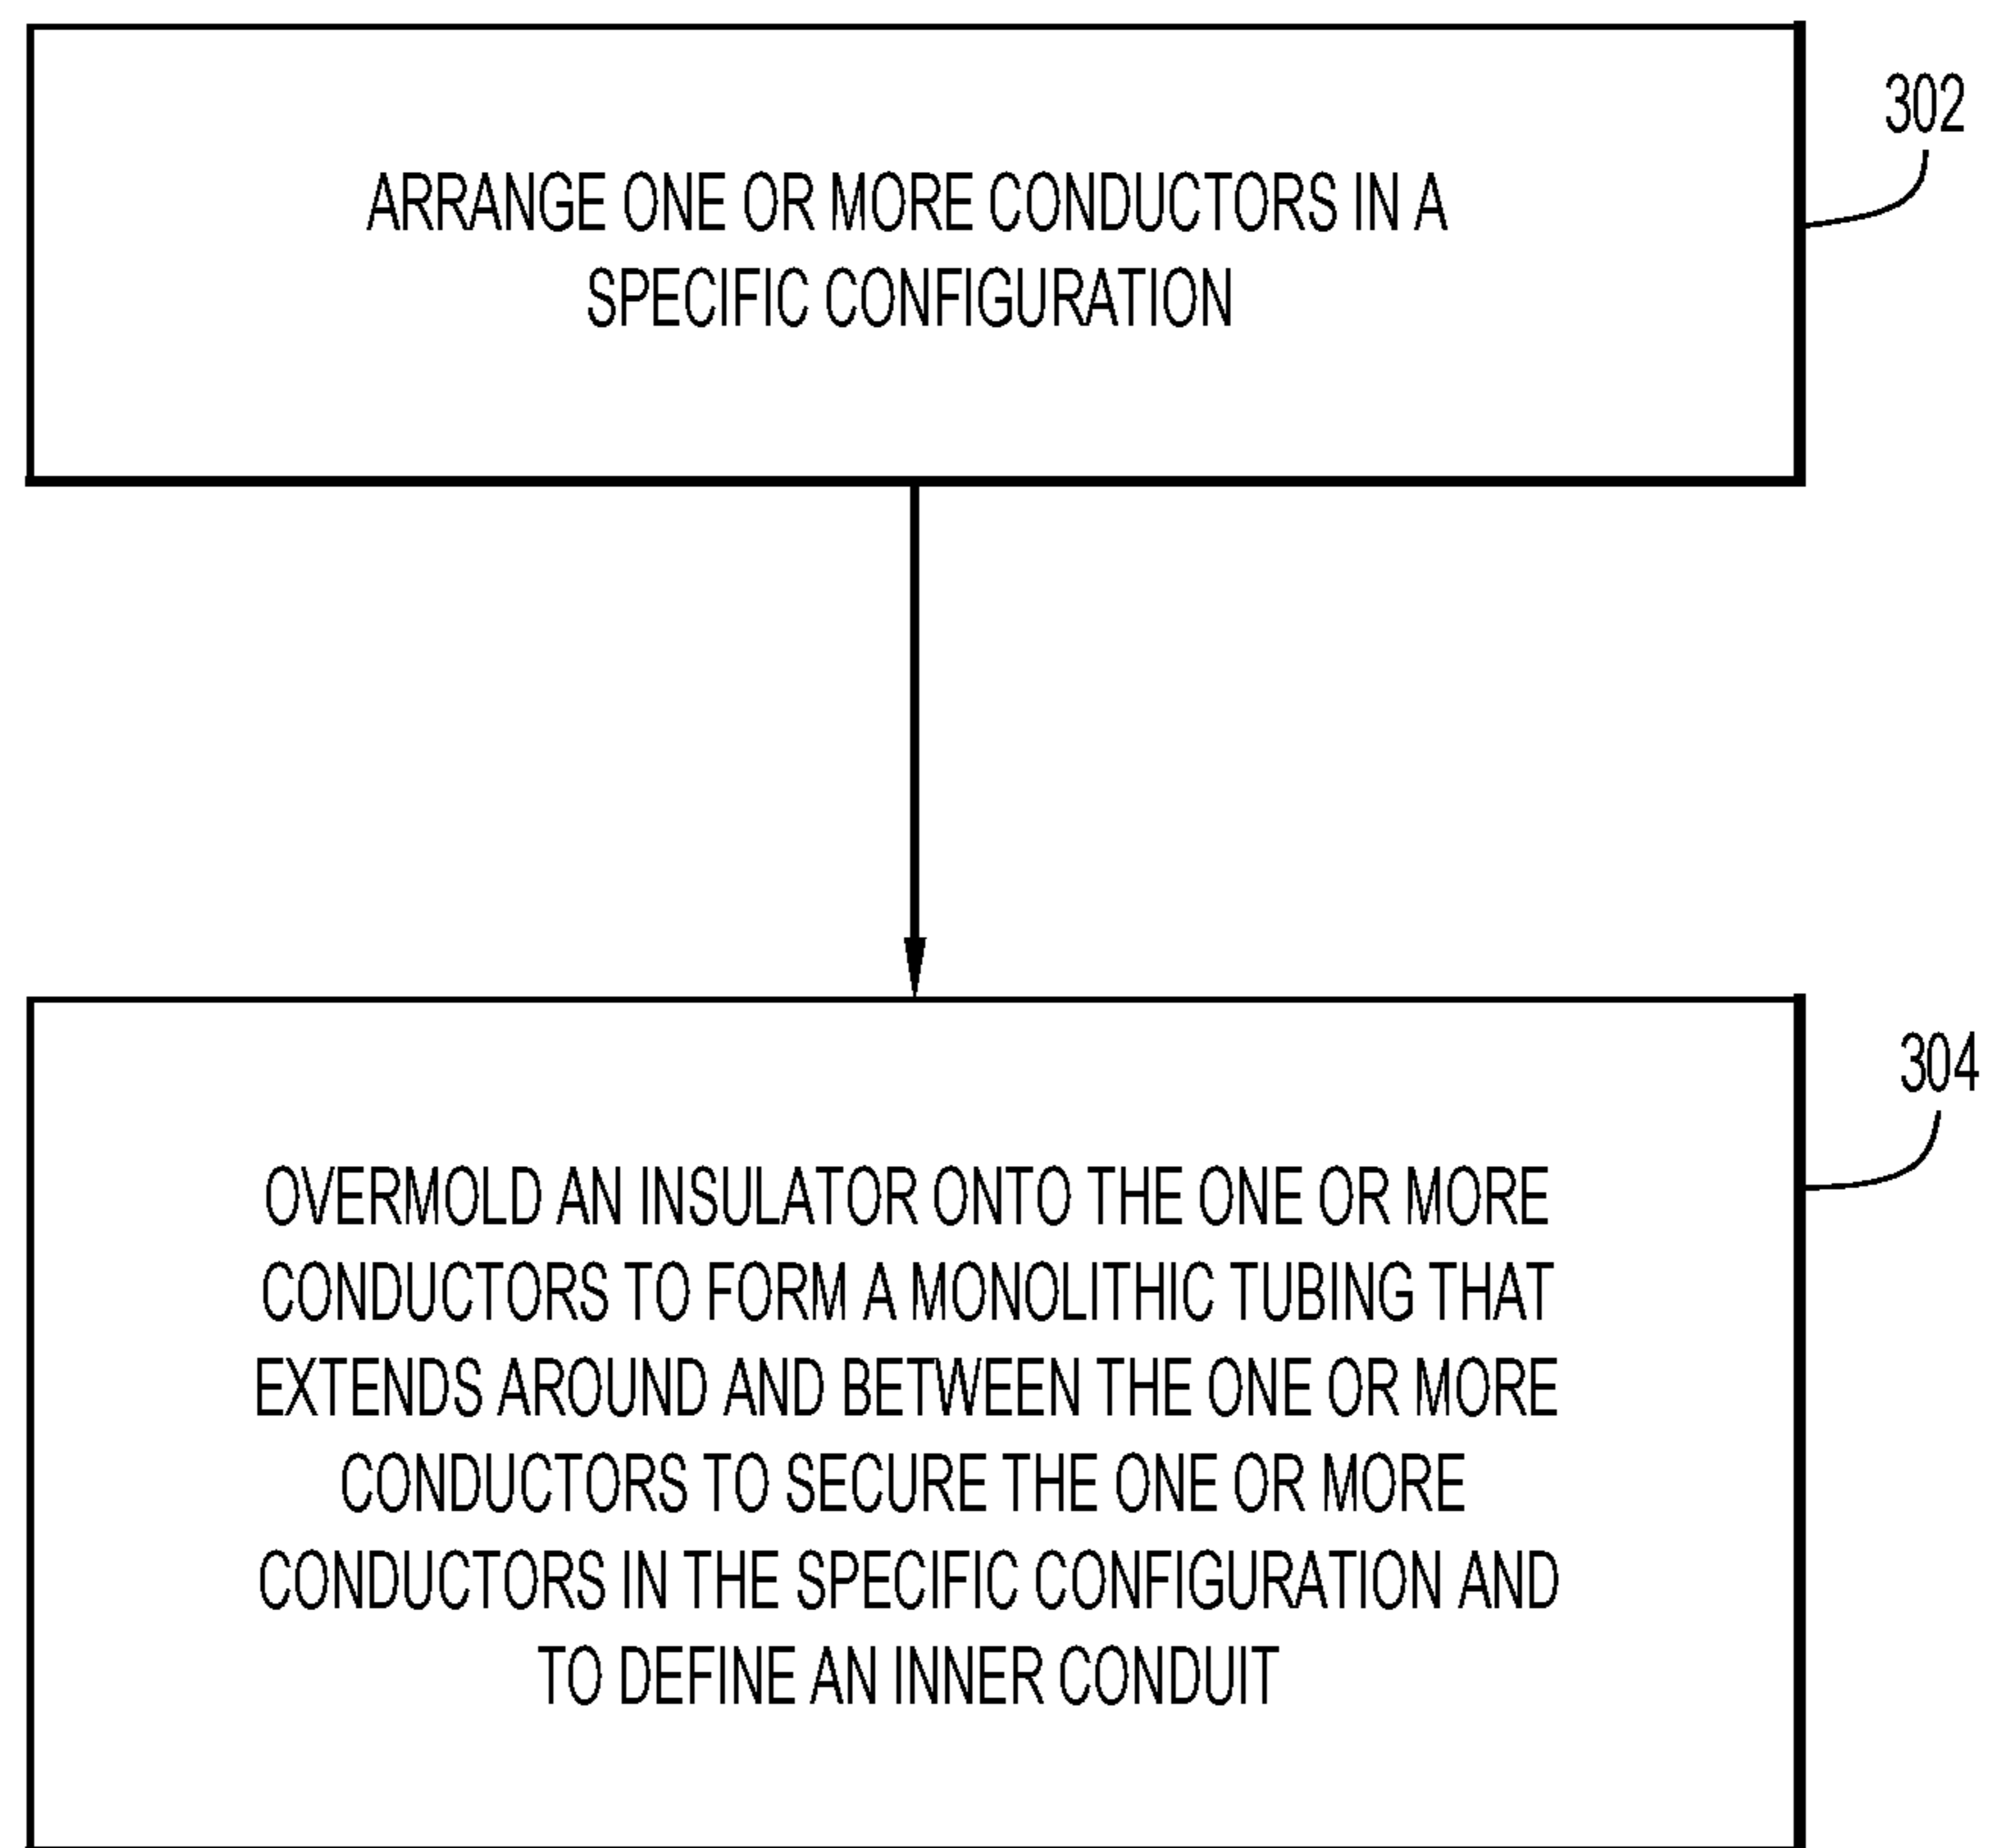 302
ARRANGE ONE OR MORE CONDUCTORS IN A
SPECIFIC CONFIGURATION
304
OVERMOLD AN INSULATOR ONTO THE ONE OR MORE
CONDUCTORS TO FORM A MONOLITHIC TUBING THAT
EXTENDS AROUND AND BETWEEN THE ONE OR MORE
CONDUCTORS TO SECURE THE ONE OR MORE
CONDUCTORS IN THE SPECIFIC CONFIGURATION AND
TO DEFINE AN INNER CONDUIT